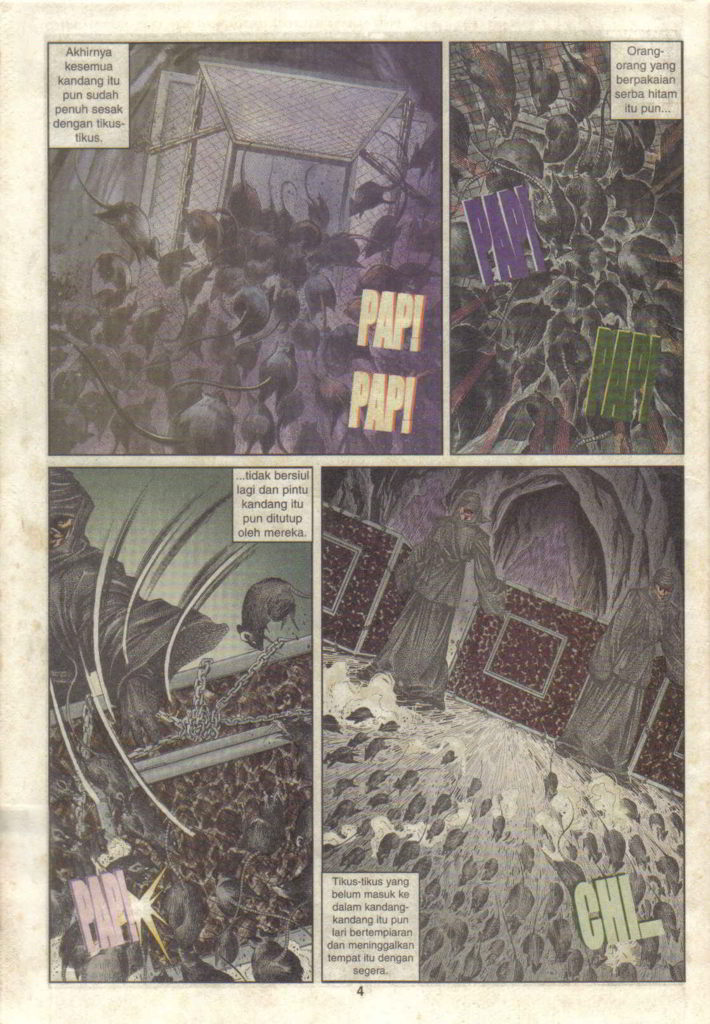 Akhirnya
kesemua
kandang itu
pun sudah
penuh sesak
dengan tikus-
tikus.
PAP!
PAP!
Orang-
orang yang
berpakaian
serba hitam
itu pun...
PAP!
PAP!
...tidak bersiul
lagi dan pintu
kandang itu
pun ditutup
oleh mereka.
PAP!
Tikus-tikus yang
belum masuk ke
dalam kandang-
kandang itu pun
lari bertempiaran
dan meninggalkan
tempat itu dengan
segera.
CHI...
4